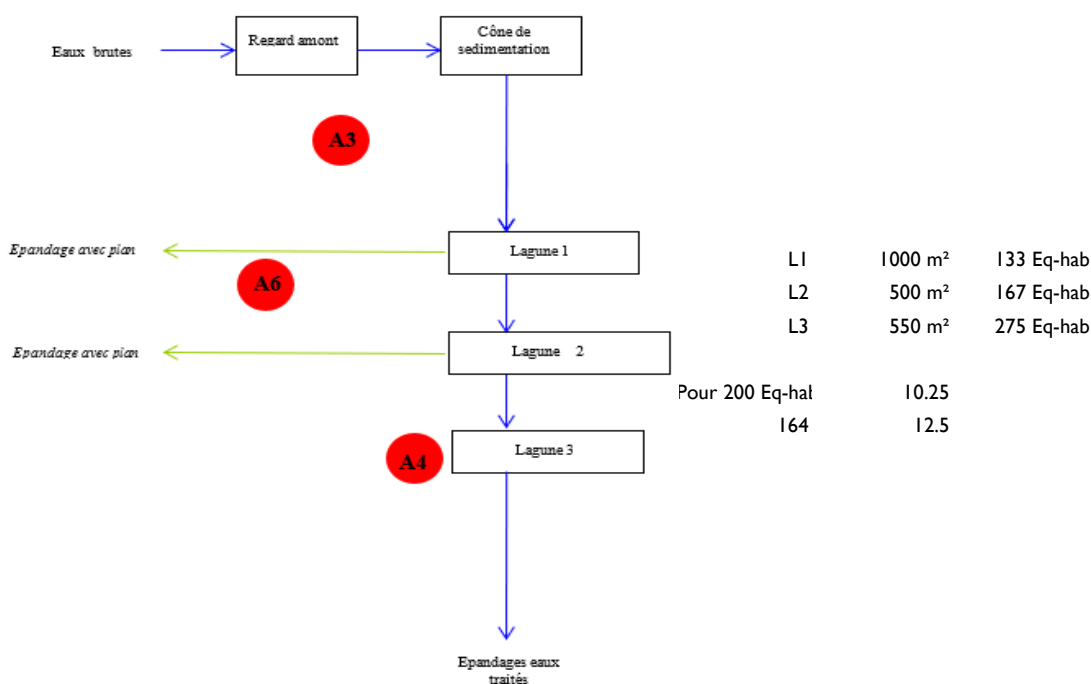 Eaux brutes
Regard amont
Cône de
sedimentation
A3
Epandage avec plan
Lagune 1
A6
Epandage avec plan
Lagune 2
A4
Lagune 3
Epandages eaux
traités
L1 1000 m² 133 Eq-hab
L2 500 m² 167 Eq-hab
L3 550 m² 275 Eq-hab
Pour 200 Eq-hab 10.25
164 12.5